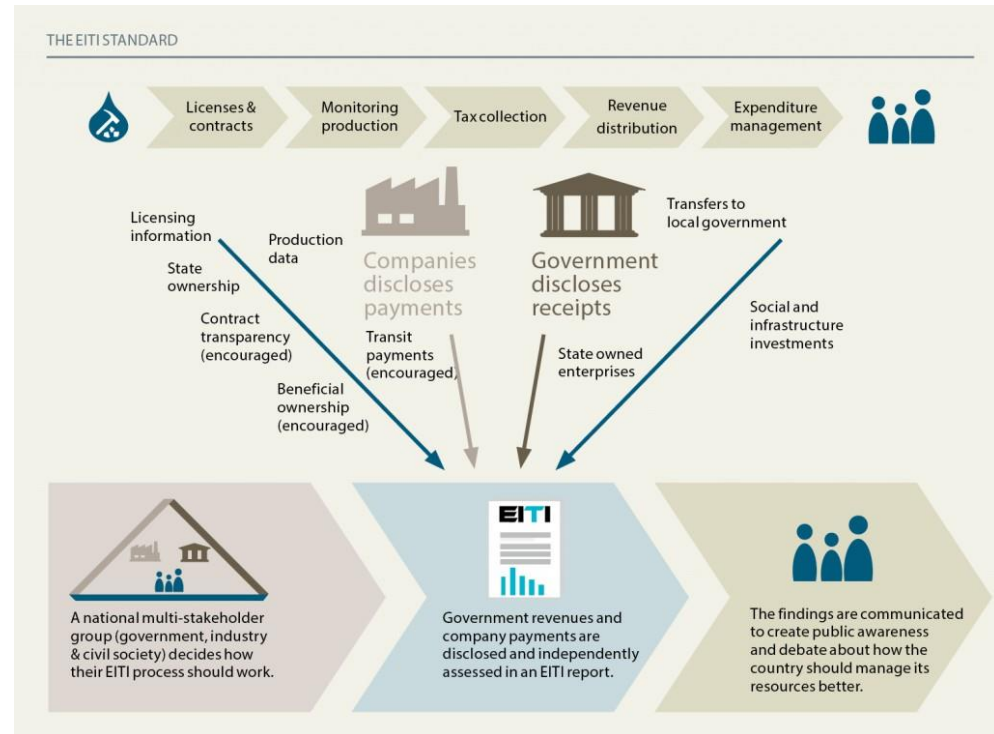 THE EITI STANDARD
Licenses &
contracts
Monitoring
production
Tax collection
Revenue
distribution
Expenditure
management
Licensing
information
Production
data
State
ownership
Contract
transparency
(encouraged)
Beneficial
ownership
(encouraged)
Companies
discloses
payments
Transit
payments
(encouraged)
Government
discloses
receipts
State owned
enterprises
Transfers to
local government
Social and
infrastructure
investments
A national multi-stakeholder
group (government, industry
& civil society) decides how
their EITI process should work.
EITI
Government revenues and
company payments are
disclosed and independently
assessed in an EITI report.
The findings are communicated
to create public awareness
and debate about how the
country should manage its
resources better.